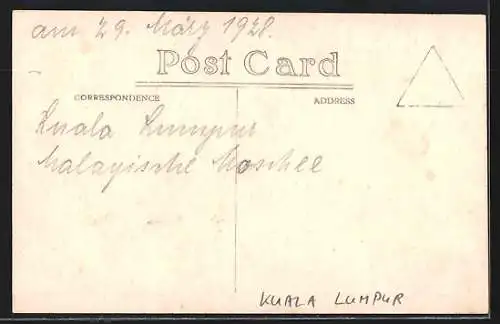 am 29. März 1928.
Post Card
CORRESPONDENCE
ADDRESS
Kuala Lumpur
Malayische Moschee
KUALA LUMPUR